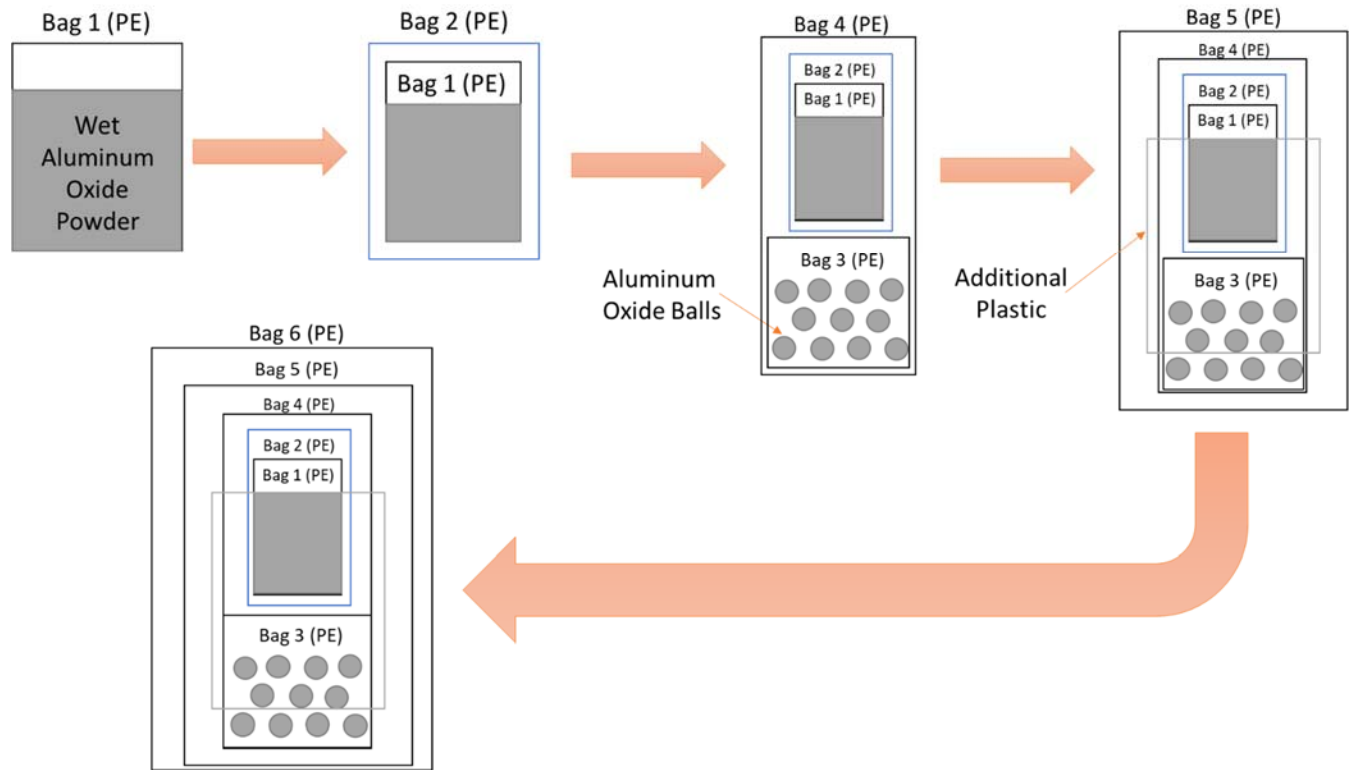 Bag 1 (PE)
Wet
Aluminum
Oxide
Powder
Bag 2 (PE)
Bag 1 (PE)
Bag 4 (PE)
Bag 2 (PE)
Bag 1 (PE)
Bag 3 (PE)
Aluminum
Oxide Balls
Bag 5 (PE)
Bag 4 (PE)
Bag 2 (PE)
Bag 1 (PE)
Bag 3 (PE)
Additional
Plastic
Bag 6 (PE)
Bag 5 (PE)
Bag 4 (PE)
Bag 2 (PE)
Bag 1 (PE)
Bag 3 (PE)